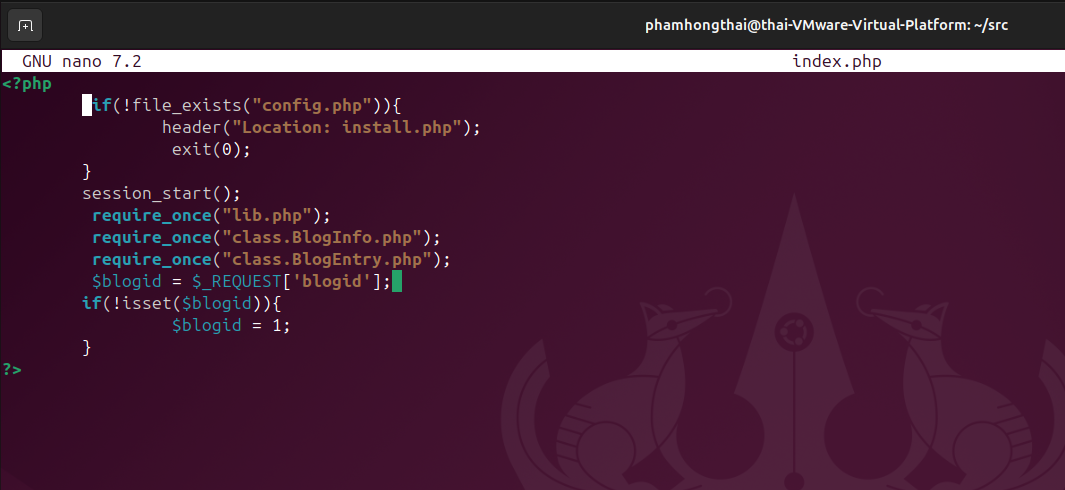 phamhongthai@thai-VMware-Virtual-Platform: ~/src
GNU nano 7.2 index.php
<?php
if(!file_exists("config.php")){
header("Location: install.php");
exit(0);
}
session_start();
require_once("lib.php");
require_once("class.BlogInfo.php");
require_once("class.BlogEntry.php");
$blogid = $_REQUEST['blogid'];
if(!isset($blogid)){
$blogid = 1;
}
?>